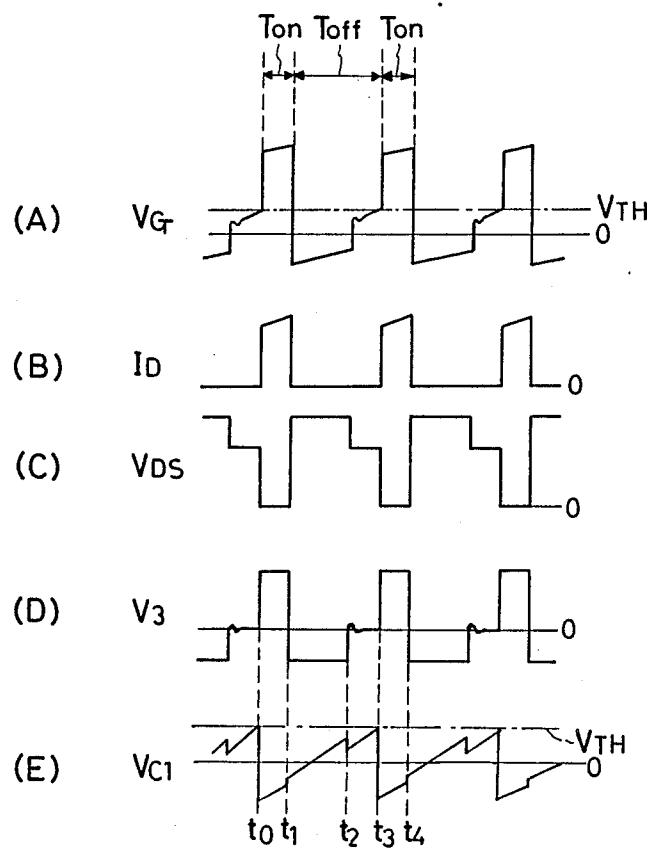 Ton Toff Ton
(A) VG VTH
0
(B) ID 0
(C) VDS 0
(D) V3 0
(E) VC1 VTH
0
t0 t1 t2 t3 t4